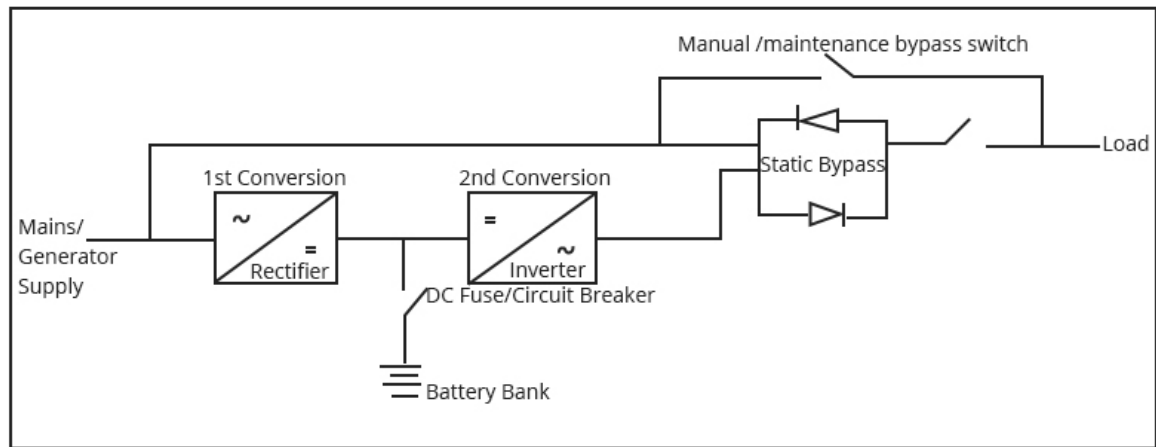 Manual /maintenance bypass switch
Load
Static Bypass
1st Conversion
2nd Conversion
Mains/
Generator
Supply
~
=
Rectifier
=
~
Inverter
DC Fuse/Circuit Breaker
Battery Bank